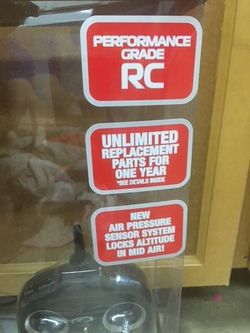 PERFORMANCE
GRADE
RC
UNLIMITED
REPLACEMENT
PARTS FOR
ONE YEAR
*SEE DETAILS INSIDE
NEW
AIR PRESSURE
SENSOR SYSTEM
LOCKS ALTITUDE
IN MID AIR!